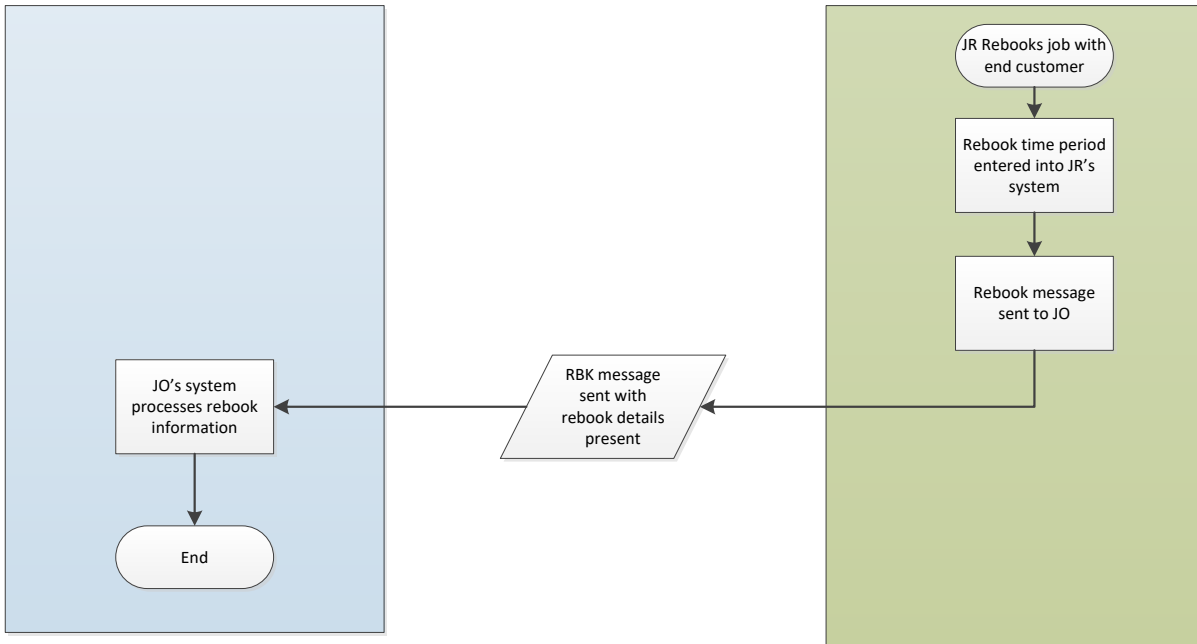 JR Rebooks job with
end customer
Rebook time period
entered into JR’s
system
Rebook message
sent to JO
RBK message
sent with
rebook details
present
JO’s system
processes rebook
information
End